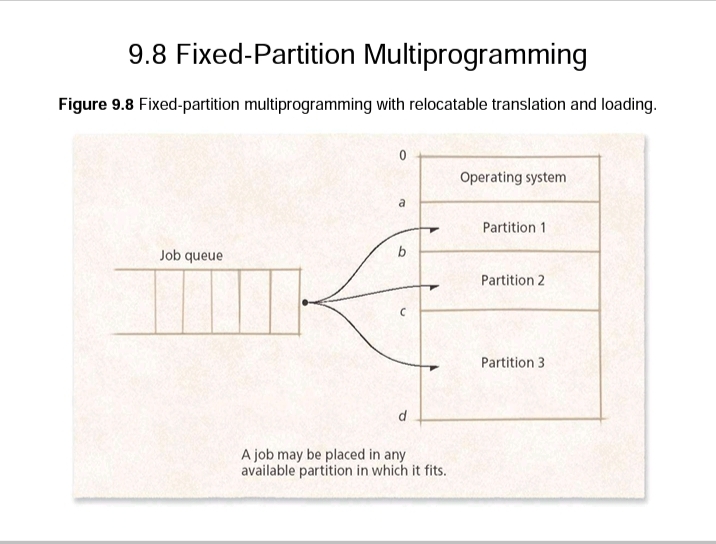 9.8 Fixed-Partition Multiprogramming
Figure 9.8 Fixed-partition multiprogramming with relocatable translation and loading.
0
Operating system
a
Partition 1
b
Job queue
Partition 2
c
Partition 3
d
A job may be placed in any
available partition in which it fits.